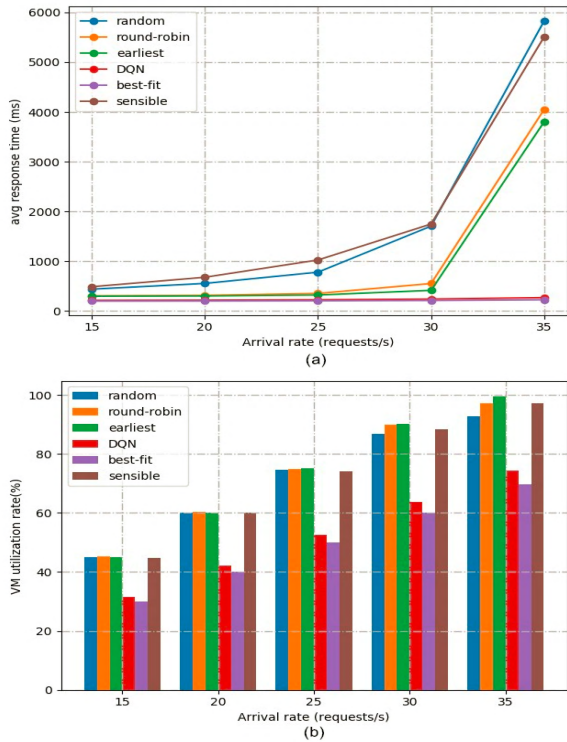 6000
5000
4000
3000
2000
1000
0
avg response time (ms)
random
round-robin
earliest
DQN
best-fit
sensible
15 20 25 30 35
Arrival rate (requests/s)
(a)
100
80
60
40
20
0
VM utilization rate(%)
random
round-robin
earliest
DQN
best-fit
sensible
15 20 25 30 35
Arrival rate (requests/s)
(b)